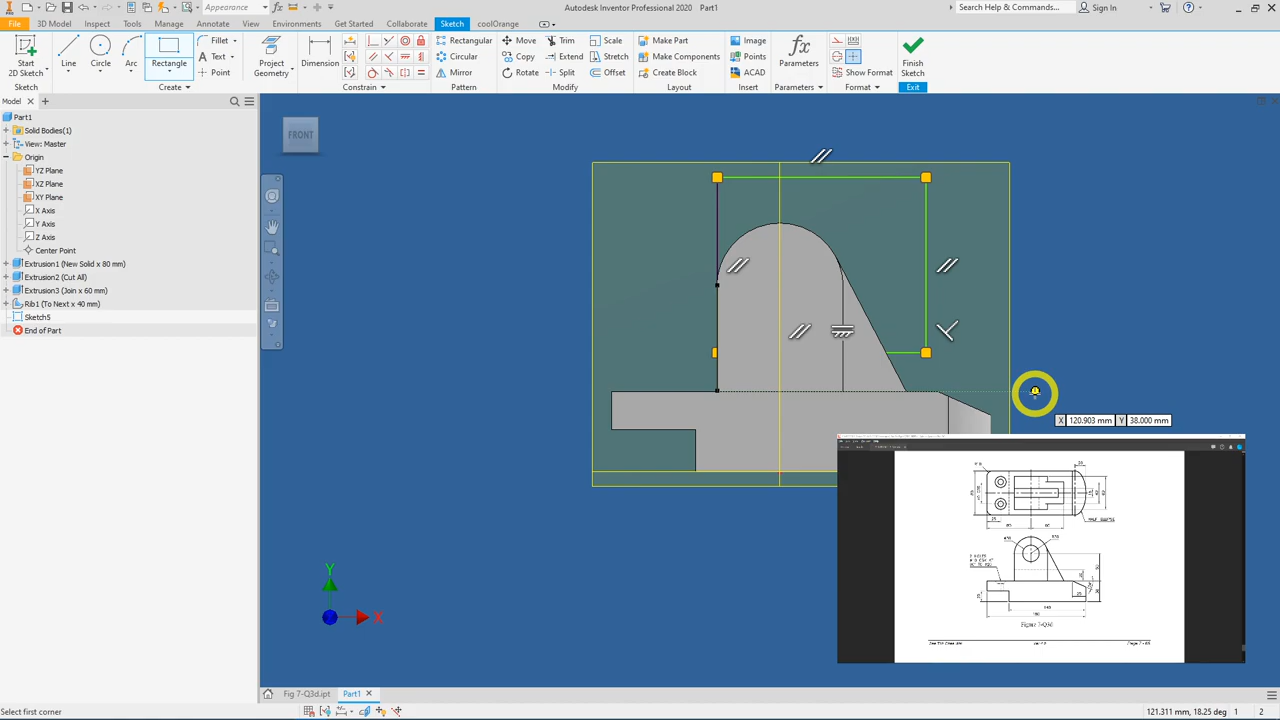 PRO
Appearance
Autodesk Inventor Professional 2020 Part1
Search Help & Commands...
Sign In
File 3D Model Sketch Inspect Tools Manage Annotate View Environments Get Started Collaborate Sketch coolOrange
Start
2D Sketch
Line
Circle
Arc
Rectangle
Fillet
Text
Point
Project
Geometry
Dimension
Rectangular
Circular
Mirror
Move
Copy
Rotate
Trim
Extend
Split
Scale
Stretch
Offset
Make Part
Make Components
Create Block
Image
Points
ACAD
fx
Parameters
Show Format
Finish
Sketch
Sketch
Create
Constrain
Pattern
Modify
Layout
Insert
Parameters
Format
Exit
Model
Part1
Solid Bodies(1)
View: Master
Origin
YZ Plane
XZ Plane
XY Plane
X Axis
Y Axis
Z Axis
Center Point
Extrusion1 (New Solid x 80 mm)
Extrusion2 (Cut All)
Extrusion3 (Join x 60 mm)
Rib1 (To Next x 40 mm)
Sketch5
End of Part
FRONT
X 120.903 mm Y 38.000 mm
Y
X
Figure 7-Q3d
Fig 7-Q3d.ipt
Part1
Select first corner
121.311 mm, 18.25 deg 1 2